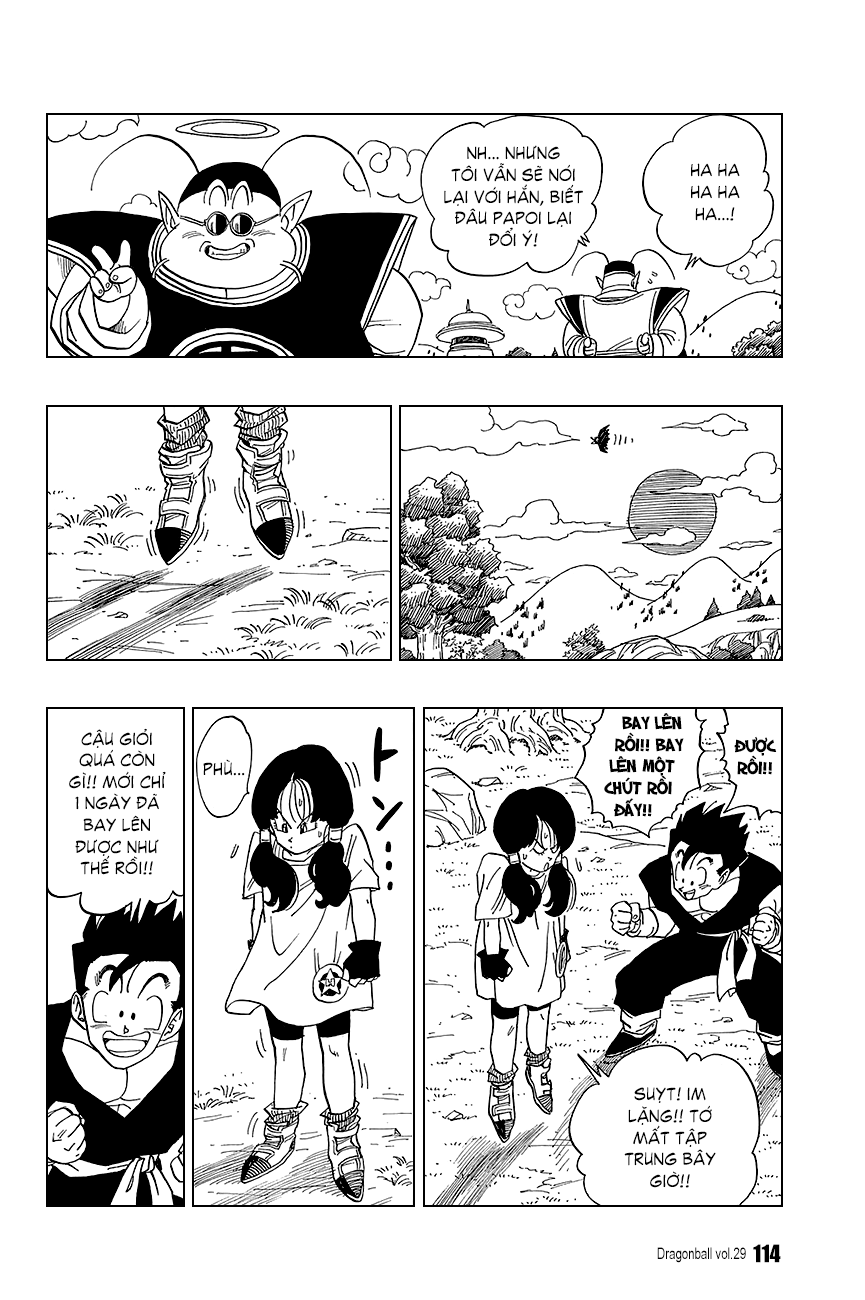 HA HA
HA HA
HA...!
NH... NHƯNG
TÔI VẪN SẼ NÓI
LẠI VỚI HẮN, BIẾT
ĐÂU PAPOI LẠI
ĐỔI Ý!
ĐƯỢC
RỒI!!
BAY LÊN
RỒI!! BAY
LÊN MỘT
CHÚT RỒI
ĐẤY!!
SUỴT! IM
LẶNG!! TỚ
MẤT TẬP
TRUNG BÂY
GIỜ!!
PHÙ...
トン...
CẬU GIỎI
QUÁ CÒN
GÌ!! MỚI CHỈ
1 NGÀY ĐÃ
BAY LÊN
ĐƯỢC NHƯ
THẾ RỒI!!
Dragonball vol.29 114